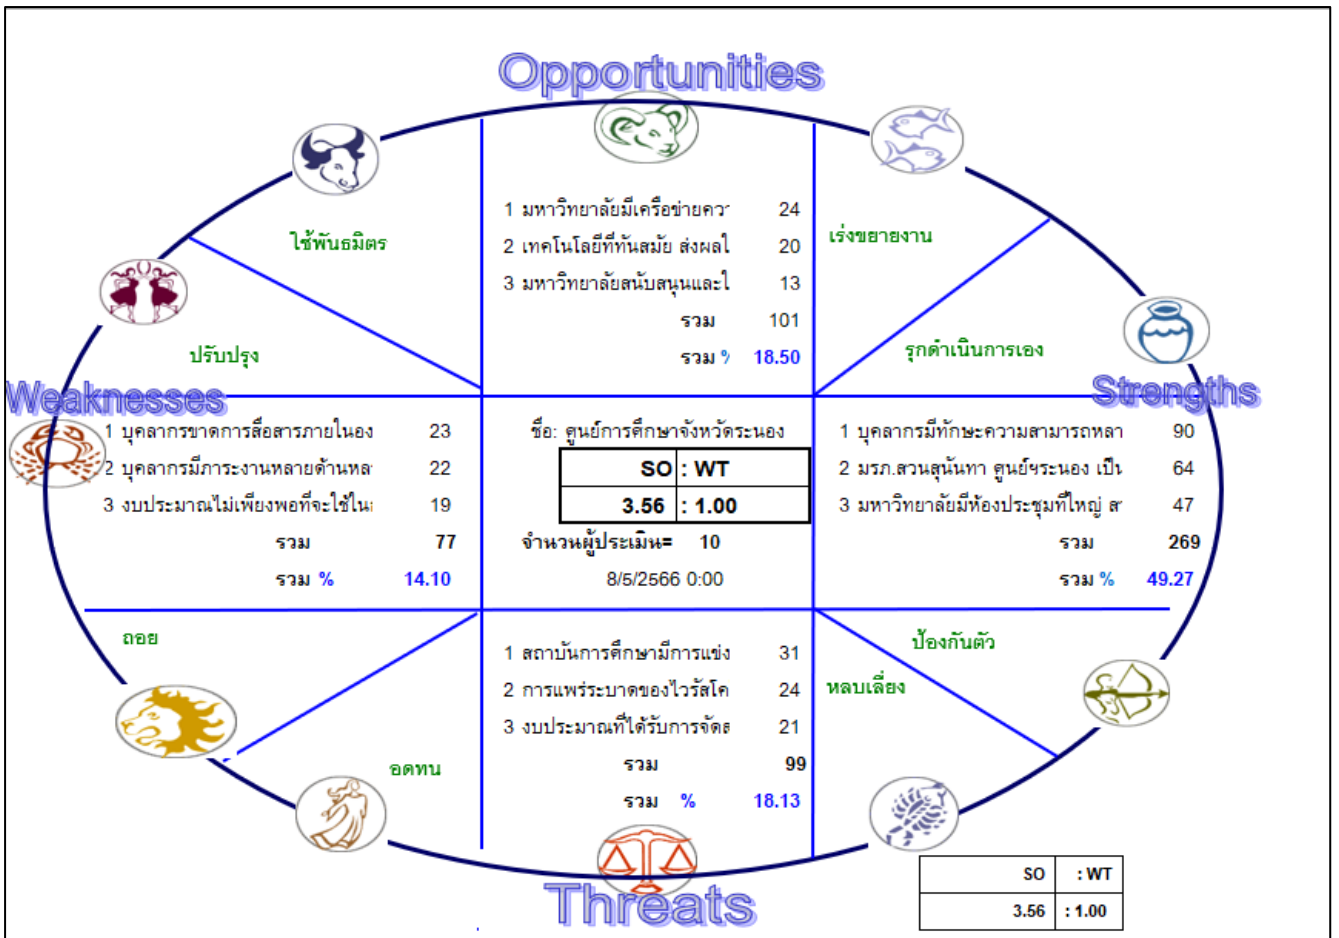 Opportunities
1 มหาวิทยาลัยมีเครือข่ายควา 24
2 เทคโนโลยีที่ทันสมัย ส่งผลใ 20
3 มหาวิทยาลัยสนับสนุนและใ 13
รวม 101
รวม % 18.50
ใช้พันธมิตร
เร่งขยายงาน
ปรับปรุง
รุกดำเนินการเอง
Weaknesses
1 บุคลากรขาดการสื่อสารภายในอง 23
2 บุคลากรมีภาระงานหลายด้านหล 22
3 งบประมาณไม่เพียงพอที่จะใช้ใน 19
รวม 77
รวม % 14.10
ชื่อ: ศูนย์การศึกษาจังหวัดระนอง
SO : WT
3.56 : 1.00
จำนวนผู้ประเมิน= 10
8/5/2566 0:00
Strengths
1 บุคลากรมีทักษะความสามารถหลา 90
2 มรภ.สวนสุนันทา ศูนย์ฯระนอง เป็น 64
3 มหาวิทยาลัยมีห้องประชุมที่ใหญ่ ส 47
รวม 269
รวม % 49.27
ถอย
อดทน
1 สถาบันการศึกษามีการแข่ง 31
2 การแพร่ระบาดของไวรัสโค 24
3 งบประมาณที่ได้รับการจัดส 21
รวม 99
รวม % 18.13
ป้องกันตัว
หลบเลี่ยง
Threats
SO : WT
3.56 : 1.00